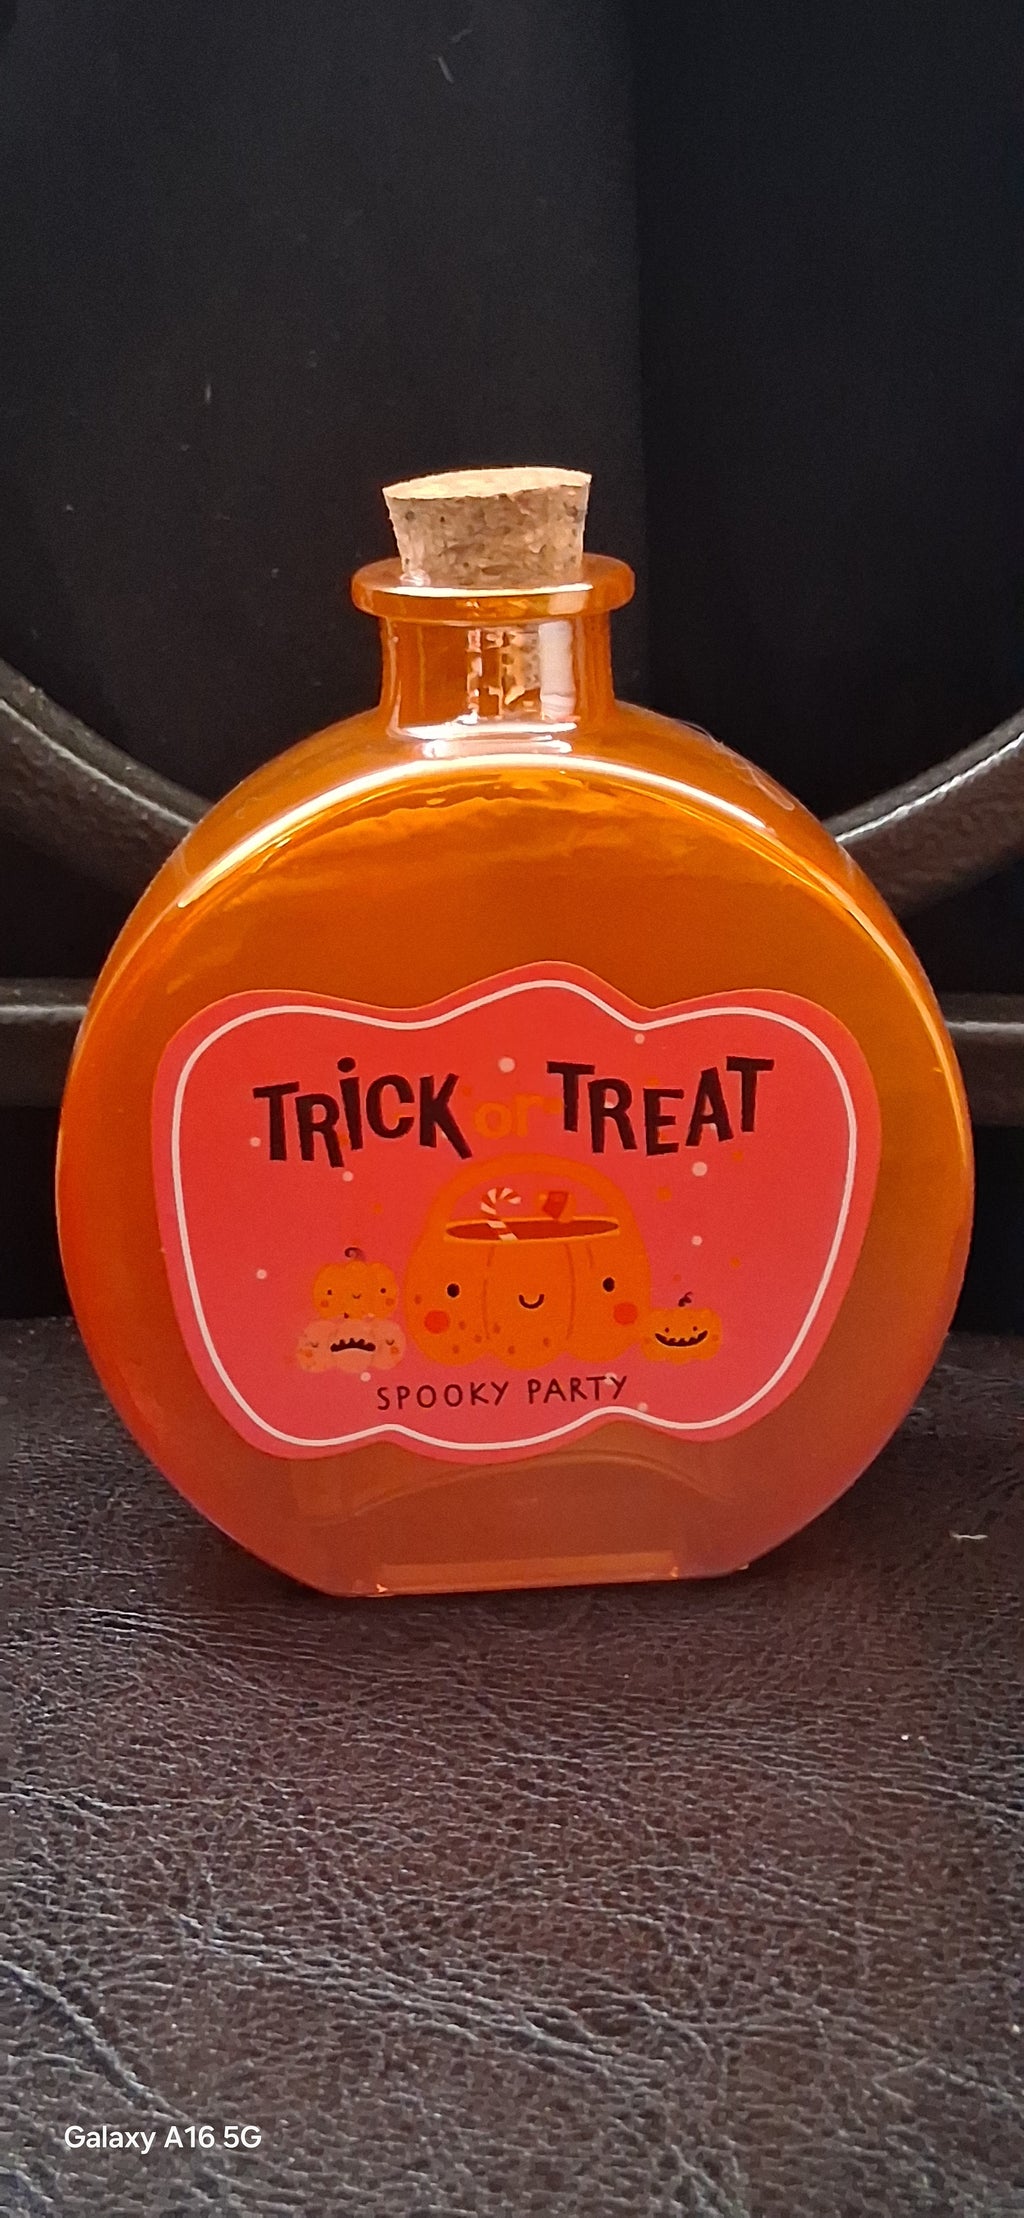 TRiCK or TREAT
SPOOKY PARTY
Galaxy A16 5G